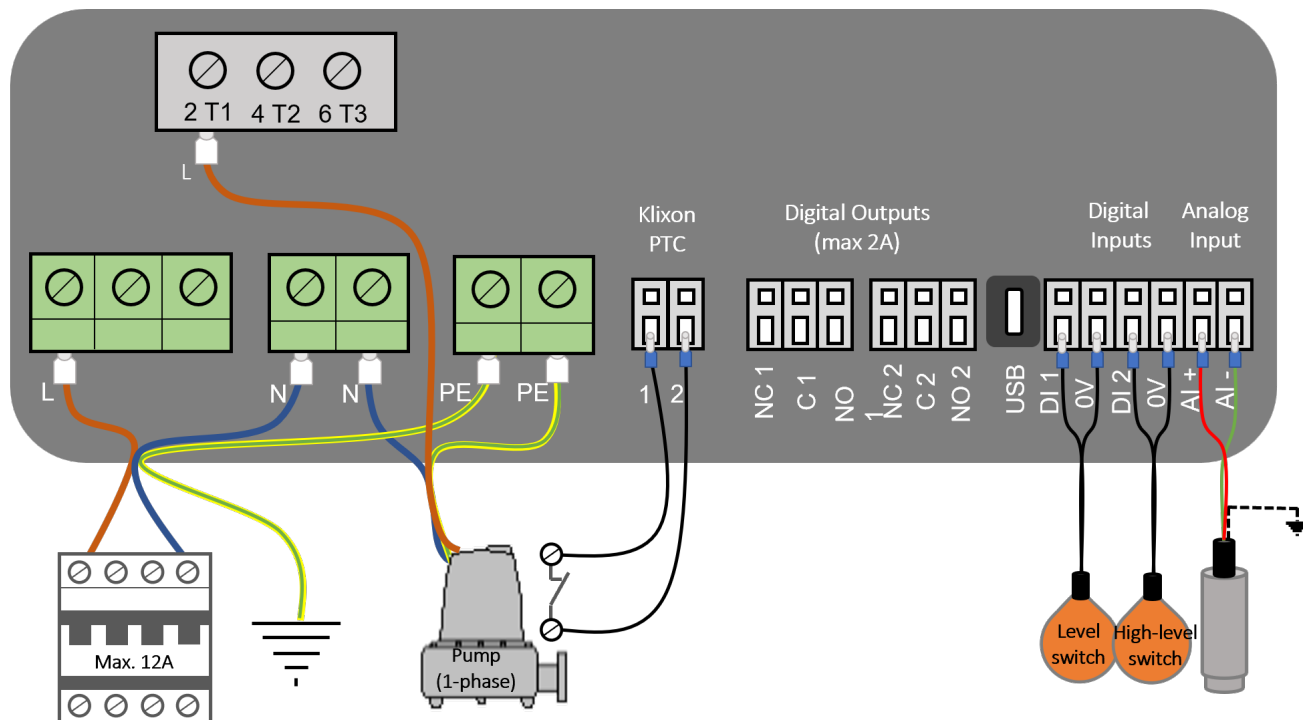 2 T1 4 T2 6 T3
L
Klixon
PTC
Digital Outputs
(max 2A)
Digital
Inputs
Analog
Input
L
N
N
PE
PE
1
2
NC 1
C 1
NO
1
NC 2
C 2
NO 2
USB
DI 1
0V
DI 2
0V
AI +
AI -
Max. 12A
Pump
(1-phase)
Level
switch
High-level
switch